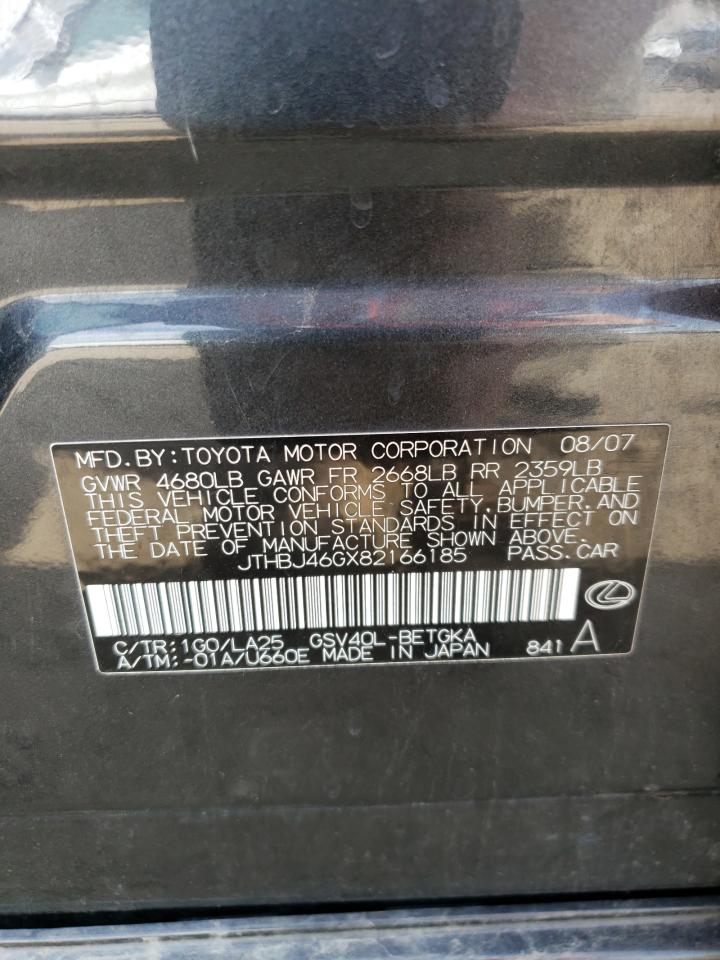 MFD.BY:TOYOTA MOTOR CORPORATION 08/07
GVWR 4680LB GAWR FR 2668LB RR 2359LB
THIS VEHICLE CONFORMS TO ALL APPLICABLE
FEDERAL MOTOR VEHICLE SAFETY,BUMPER,AND
THEFT PREVENTION STANDARDS IN EFFECT ON
THE DATE OF MANUFACTURE SHOWN ABOVE.
JTHBJ46GX82166185 PASS.CAR
C/TR:1G0/LA25 GSV40L-BETGKA
A/TM:-01A/U660E MADE IN JAPAN 841 A